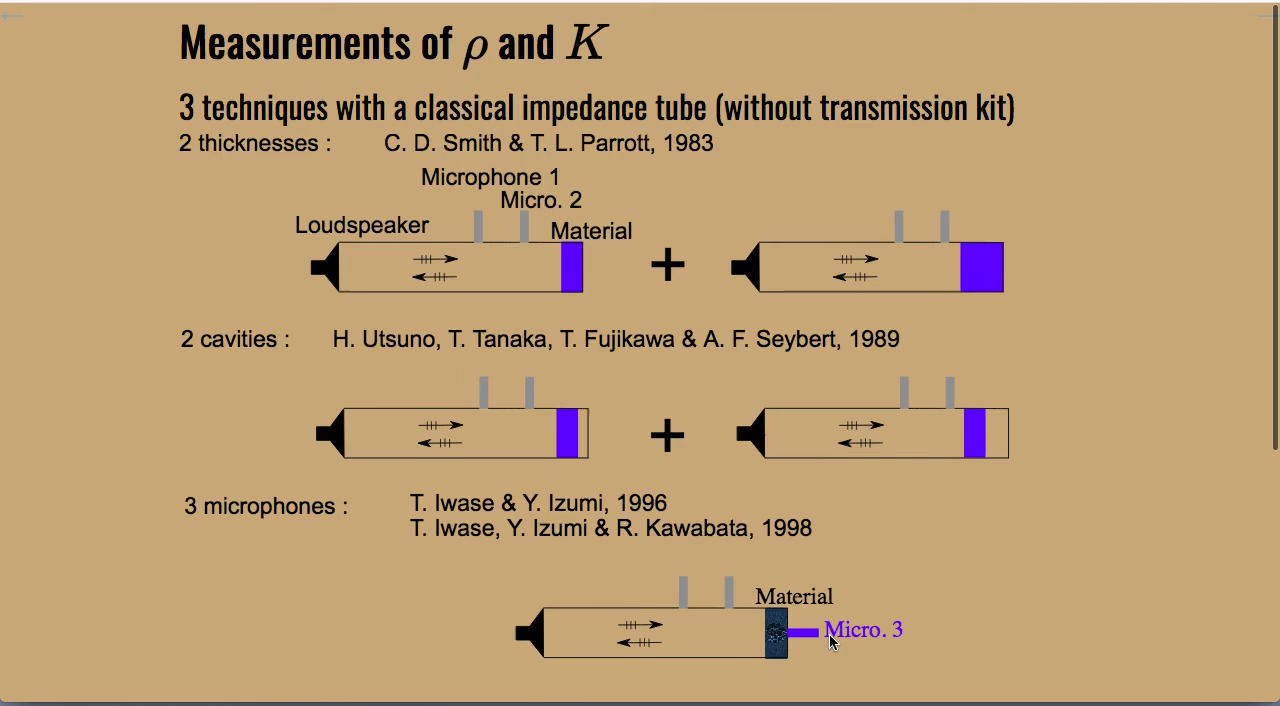 Measurements of ρ and K
3 techniques with a classical impedance tube (without transmission kit)
2 thicknesses : C. D. Smith & T. L. Parrott, 1983
Microphone 1
Micro. 2
Loudspeaker
Material
+
2 cavities : H. Utsuno, T. Tanaka, T. Fujikawa & A. F. Seybert, 1989
+
3 microphones : T. Iwase & Y. Izumi, 1996
T. Iwase, Y. Izumi & R. Kawabata, 1998
Material
Micro. 3